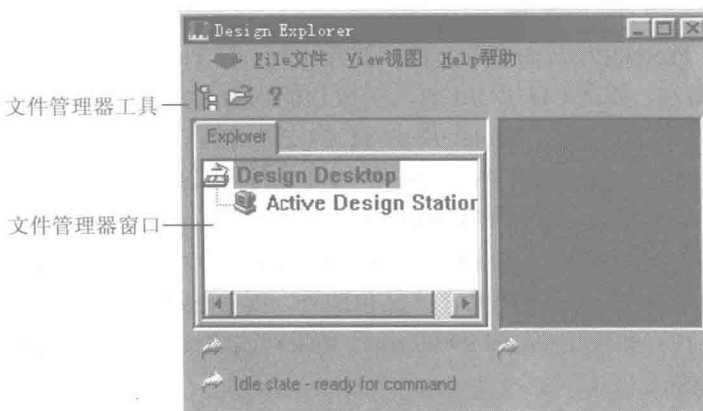 Design Explorer
File文件 View视图 Help帮助
文件管理器工具
?
Explorer
Design Desktop
Active Design Station
文件管理器窗口
Idle state - ready for command